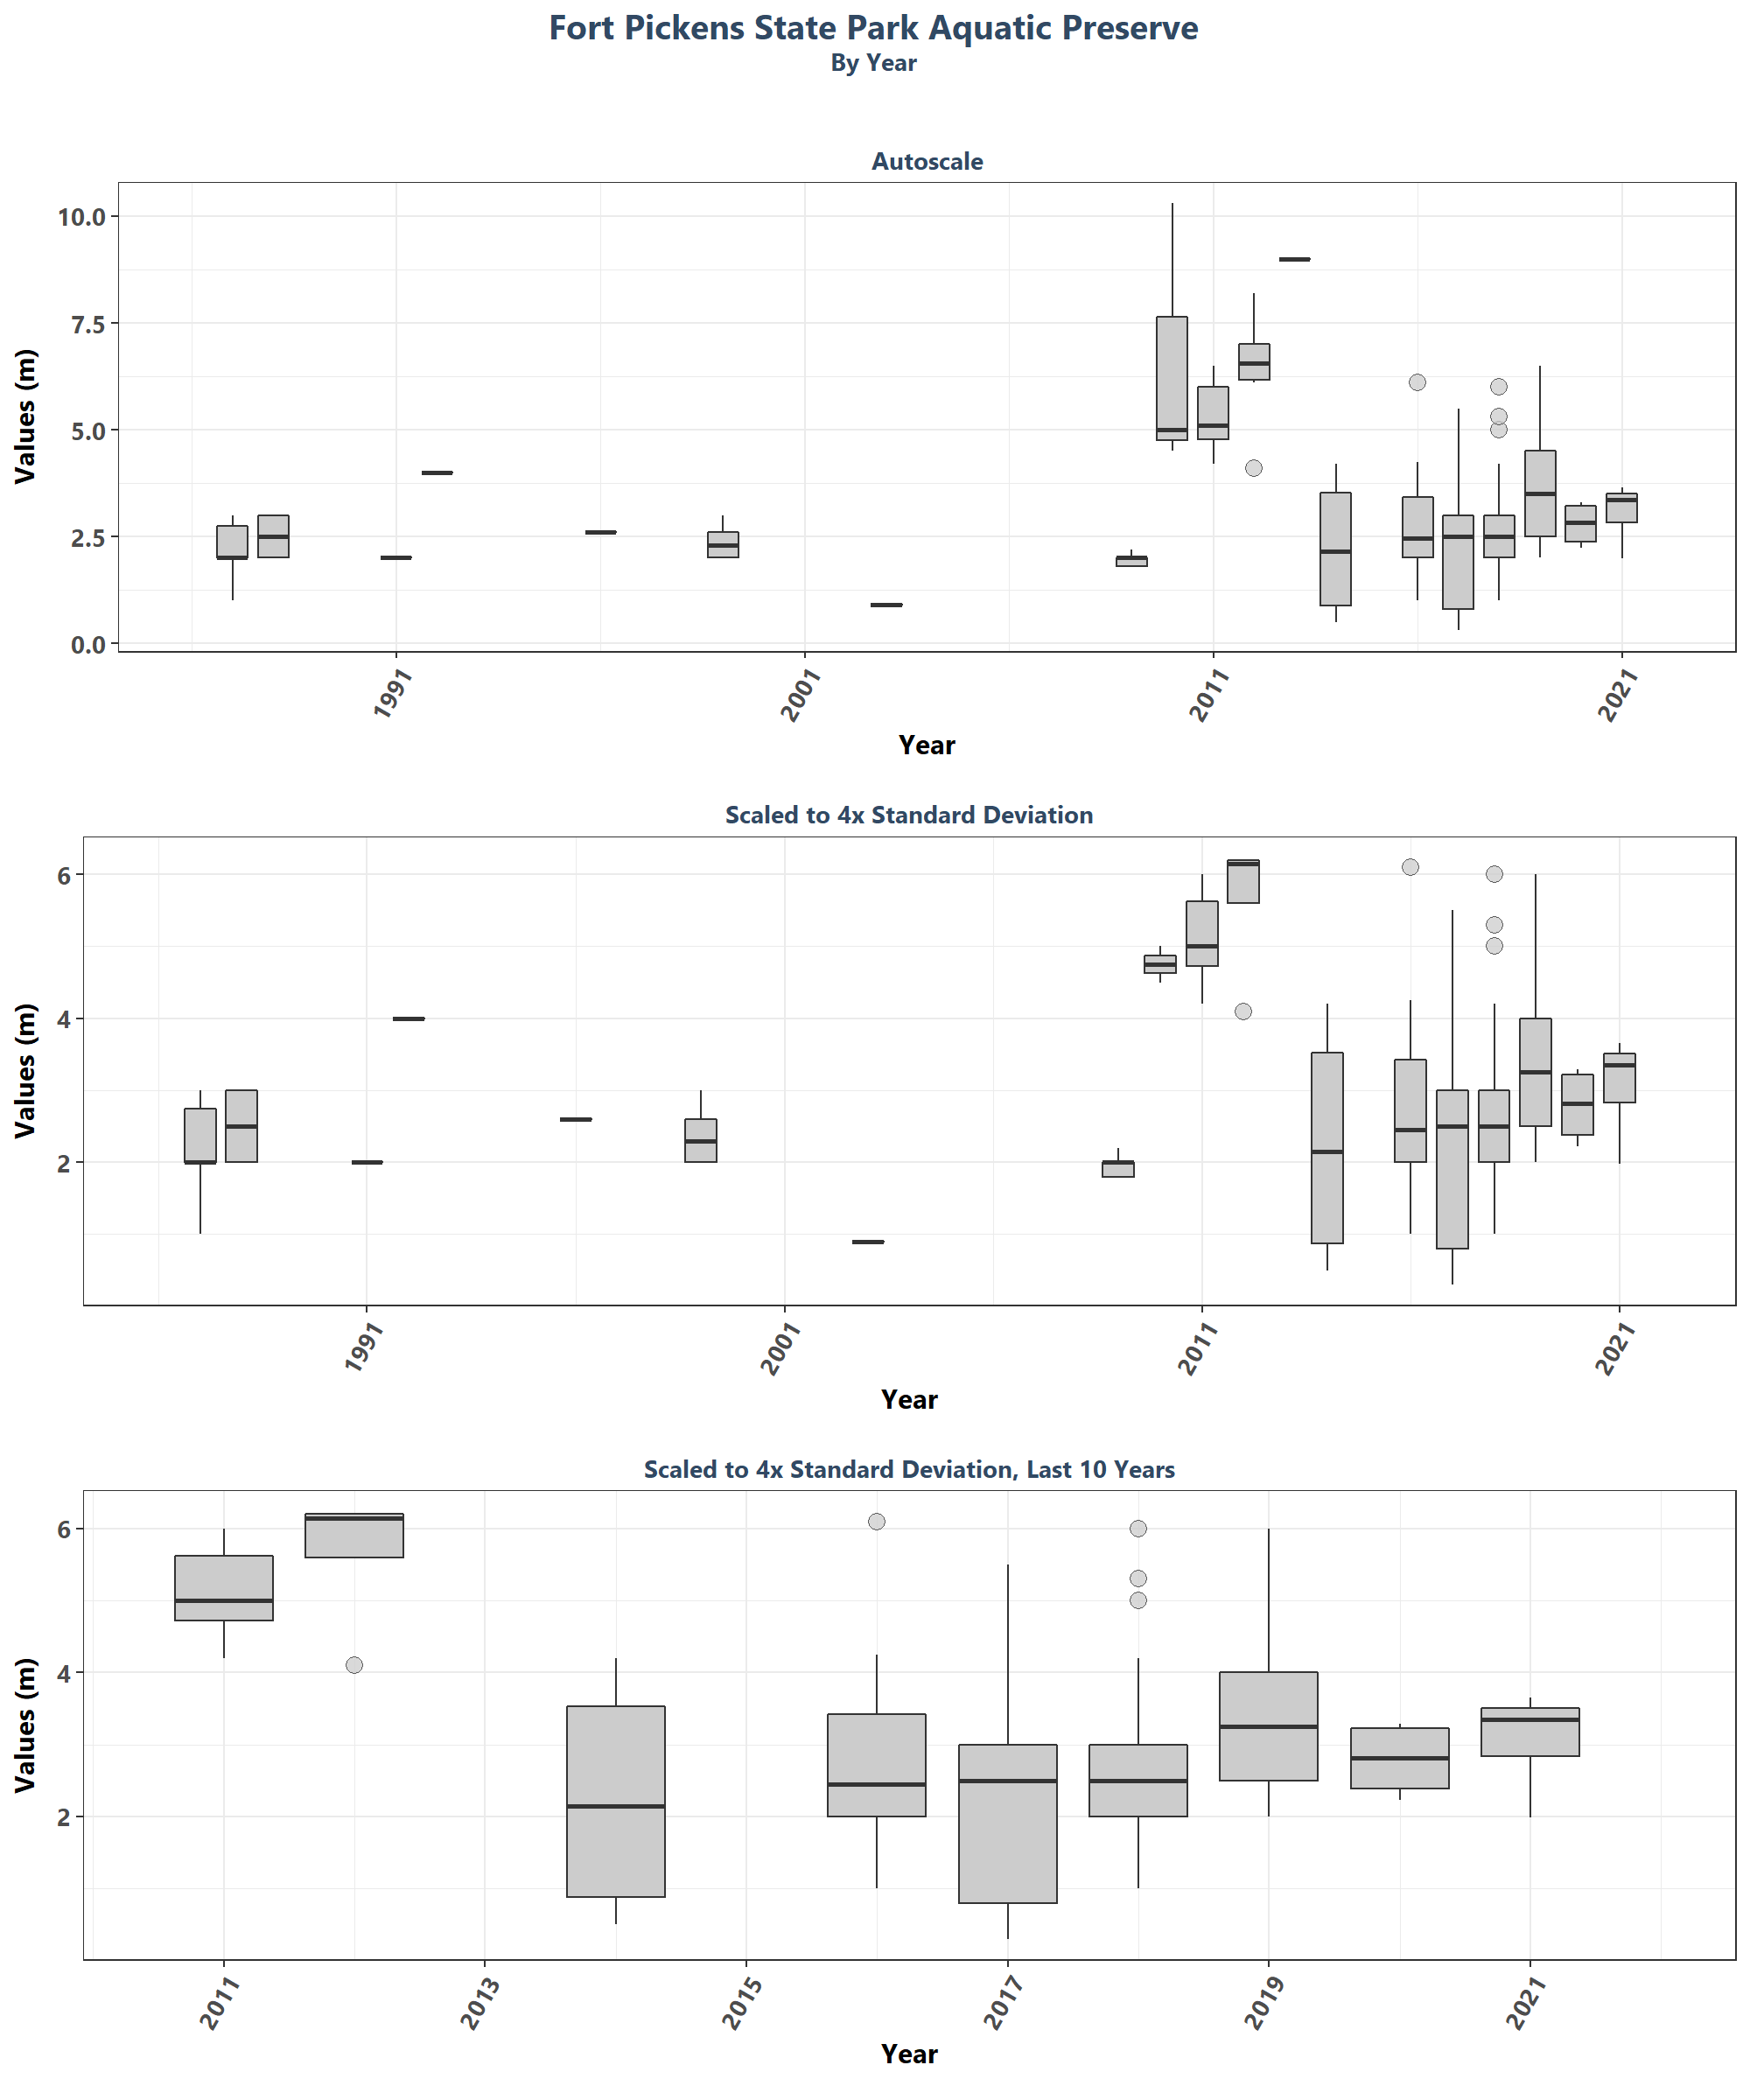 Fort Pickens State Park Aquatic Preserve
By Year
Autoscale
Values (m)
10.0
7.5
5.0
2.5
0.0
1991 2001 2011 2021
Year
Scaled to 4x Standard Deviation
Values (m)
6
4
2
1991 2001 2011 2021
Year
Scaled to 4x Standard Deviation, Last 10 Years
Values (m)
6
4
2
2011 2013 2015 2017 2019 2021
Year